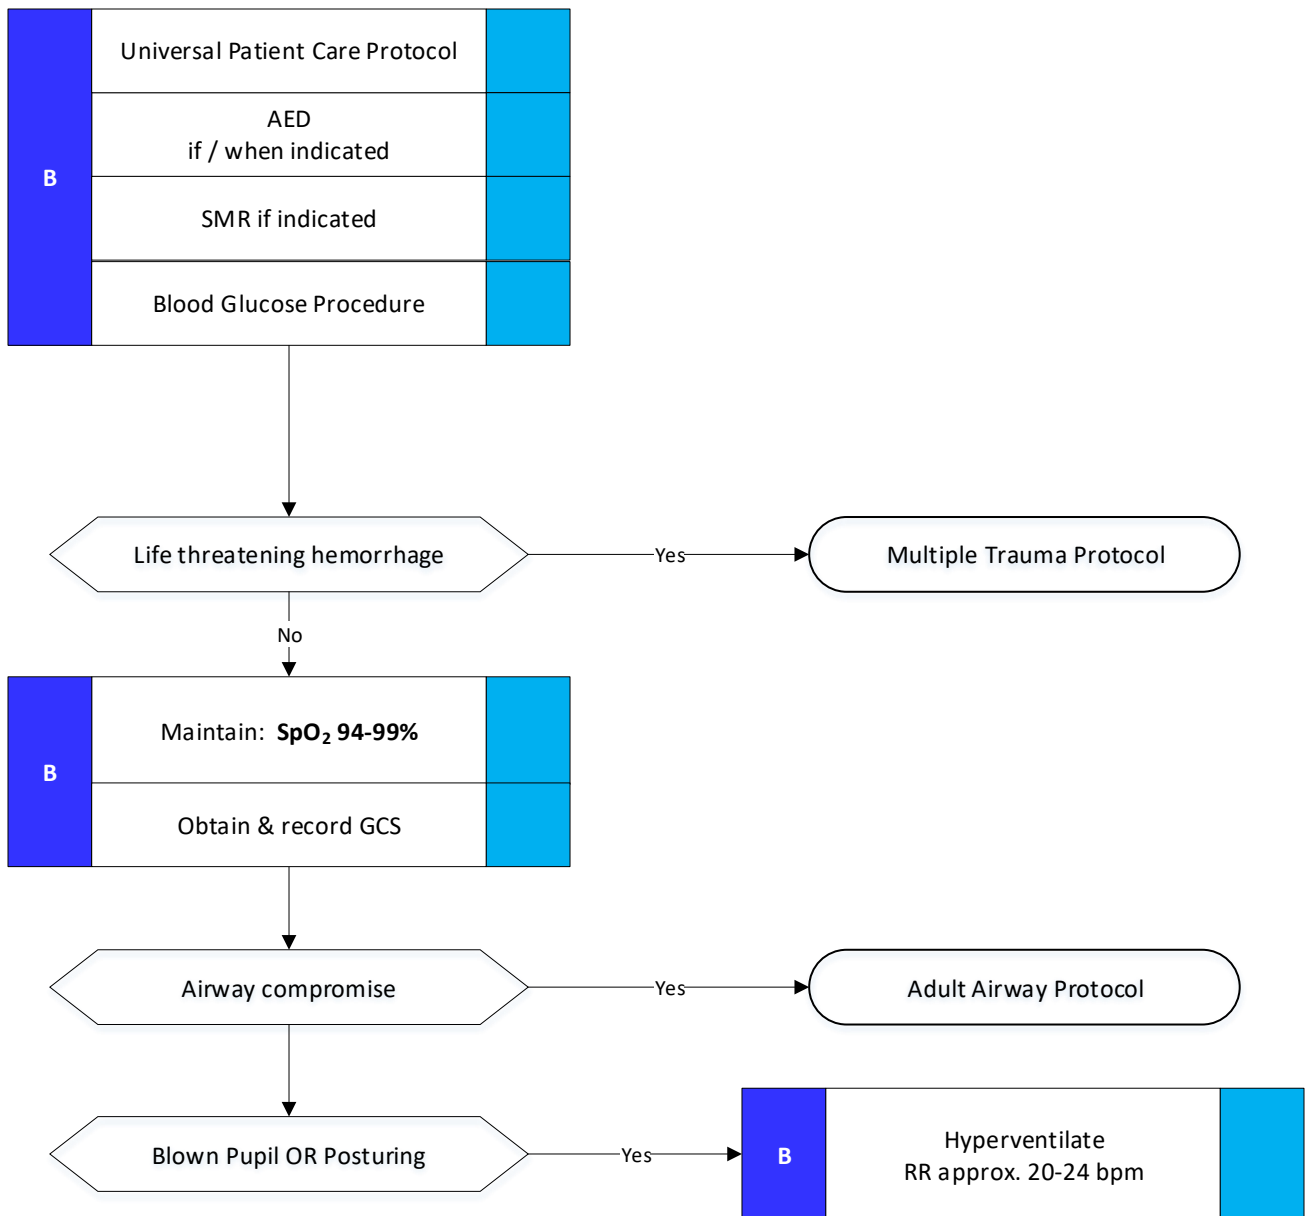 Universal Patient Care Protocol
AED
if / when indicated
B
SMR if indicated
Blood Glucose Procedure
Life threatening hemorrhage
Yes
Multiple Trauma Protocol
No
Maintain: SpO₂ 94-99%
B
Obtain & record GCS
Airway compromise
Yes
Adult Airway Protocol
Blown Pupil OR Posturing
Yes
B
Hyperventilate
RR approx. 20-24 bpm